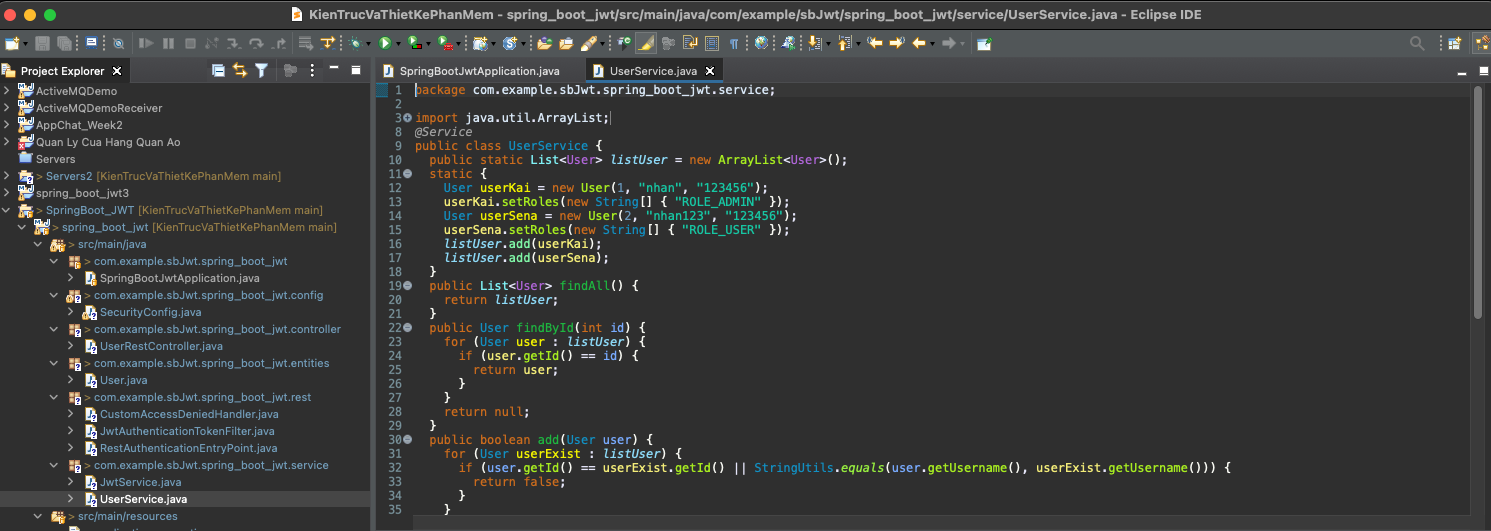 KienTrucVaThietKePhanMem - spring_boot_jwt/src/main/java/com/example/sbJwt/spring_boot_jwt/service/UserService.java - Eclipse IDE
Project Explorer
ActiveMQDemo
ActiveMQDemoReceiver
AppChat_Week2
Quan Ly Cua Hang Quan Ao
Servers
> Servers2 [KienTrucVaThietKePhanMem main]
spring_boot_jwt3
> SpringBoot_JWT [KienTrucVaThietKePhanMem main]
> spring_boot_jwt [KienTrucVaThietKePhanMem main]
> src/main/java
> com.example.sbJwt.spring_boot_jwt
SpringBootJwtApplication.java
> com.example.sbJwt.spring_boot_jwt.config
SecurityConfig.java
> com.example.sbJwt.spring_boot_jwt.controller
UserRestController.java
> com.example.sbJwt.spring_boot_jwt.entities
User.java
> com.example.sbJwt.spring_boot_jwt.rest
CustomAccessDeniedHandler.java
JwtAuthenticationTokenFilter.java
RestAuthenticationEntryPoint.java
> com.example.sbJwt.spring_boot_jwt.service
JwtService.java
UserService.java
> src/main/resources
SpringBootJwtApplication.java UserService.java
1 package com.example.sbJwt.spring_boot_jwt.service;
2
3 import java.util.ArrayList;
8 @Service
9 public class UserService {
10 public static List<User> listUser = new ArrayList<User>();
11 static {
12 User userKai = new User(1, "nhan", "123456");
13 userKai.setRoles(new String[] { "ROLE_ADMIN" });
14 User userSena = new User(2, "nhan123", "123456");
15 userSena.setRoles(new String[] { "ROLE_USER" });
16 listUser.add(userKai);
17 listUser.add(userSena);
18 }
19 public List<User> findAll() {
20 return listUser;
21 }
22 public User findById(int id) {
23 for (User user : listUser) {
24 if (user.getId() == id) {
25 return user;
26 }
27 }
28 return null;
29 }
30 public boolean add(User user) {
31 for (User userExist : listUser) {
32 if (user.getId() == userExist.getId() || StringUtils.equals(user.getUsername(), userExist.getUsername())) {
33 return false;
34 }
35 }